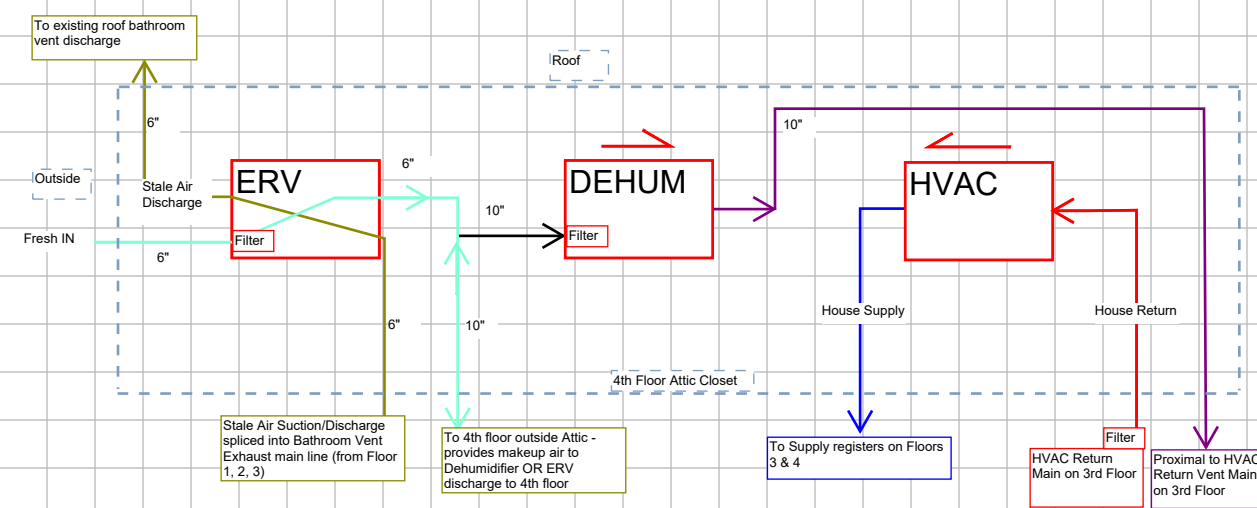 To existing roof bathroom
vent discharge
Roof
6"
10"
Outside
Stale Air
Discharge
ERV
6"
DEHUM
HVAC
10"
Fresh IN
Filter
Filter
6"
6"
10"
House Supply
House Return
4th Floor Attic Closet
Stale Air Suction/Discharge
spliced into Bathroom Vent
Exhaust main line (from Floor
1, 2, 3)
To 4th floor outside Attic -
provides makeup air to
Dehumidifier OR ERV
discharge to 4th floor
To Supply registers on Floors
3 & 4
Filter
HVAC Return
Main on 3rd Floor
Proximal to HVAC
Return Vent Main
on 3rd Floor